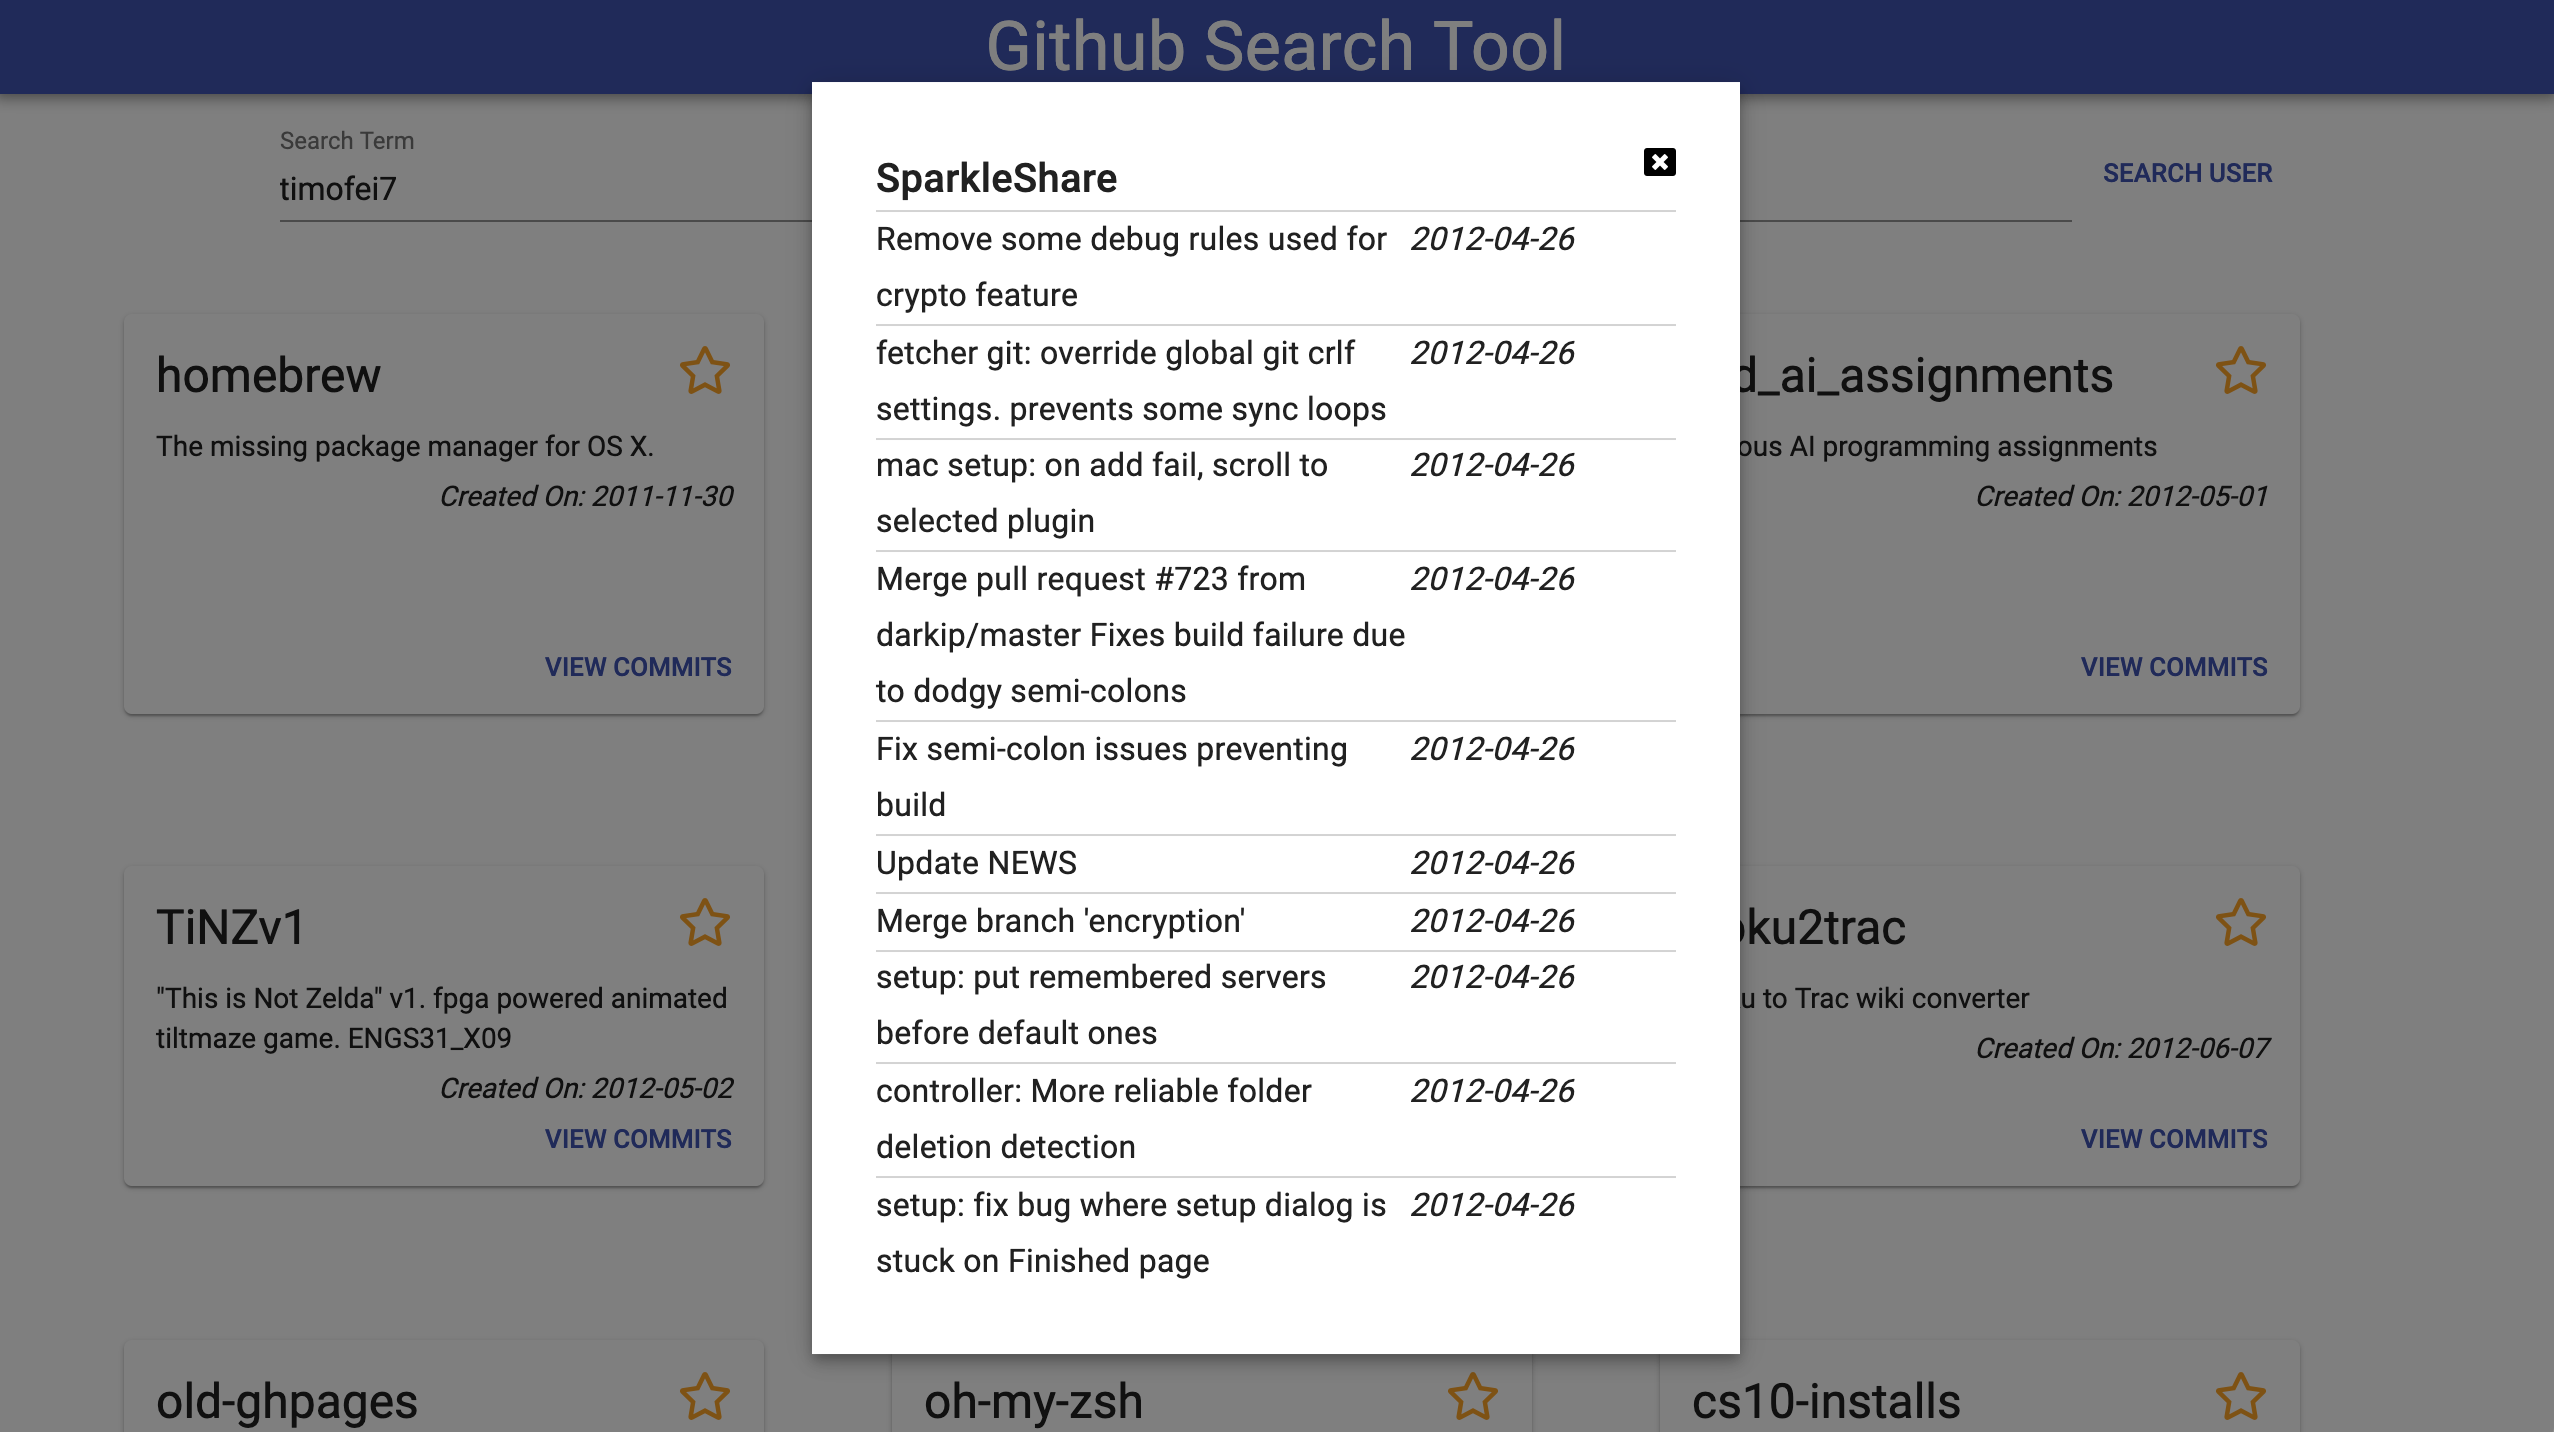 Github Search Tool
Search Term
timofei7
SEARCH USER
SparkleShare
Remove some debug rules used for 2012-04-26
crypto feature
fetcher git: override global git crlf 2012-04-26
settings. prevents some sync loops
mac setup: on add fail, scroll to 2012-04-26
selected plugin
Merge pull request #723 from 2012-04-26
darkip/master Fixes build failure due
to dodgy semi-colons
Fix semi-colon issues preventing 2012-04-26
build
Update NEWS 2012-04-26
Merge branch 'encryption' 2012-04-26
setup: put remembered servers 2012-04-26
before default ones
controller: More reliable folder 2012-04-26
deletion detection
setup: fix bug where setup dialog is 2012-04-26
stuck on Finished page
homebrew
The missing package manager for OS X.
Created On: 2011-11-30
VIEW COMMITS
d_ai_assignments
ous AI programming assignments
Created On: 2012-05-01
VIEW COMMITS
TiNZv1
"This is Not Zelda" v1. fpga powered animated
tiltmaze game. ENGS31_X09
Created On: 2012-05-02
VIEW COMMITS
oku2trac
u to Trac wiki converter
Created On: 2012-06-07
VIEW COMMITS
old-ghpages
oh-my-zsh
cs10-installs